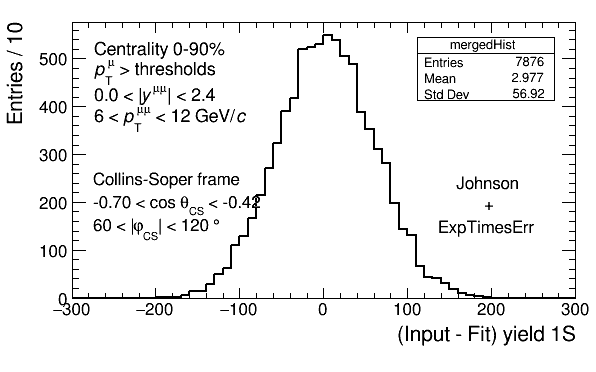 Entries / 10
500
400
300
200
100
0
Centrality 0-90%
p_T^μ > thresholds
0.0 < |y^μμ| < 2.4
6 < p_T^μμ < 12 GeV/c
Collins-Soper frame
-0.70 < cos θ_CS < -0.42
60 < |φ_CS| < 120 °
mergedHist
Entries 7876
Mean 2.977
Std Dev 56.92
Johnson
+
ExpTimesErr
−300 −200 −100 0 100 200 300
(Input - Fit) yield 1S